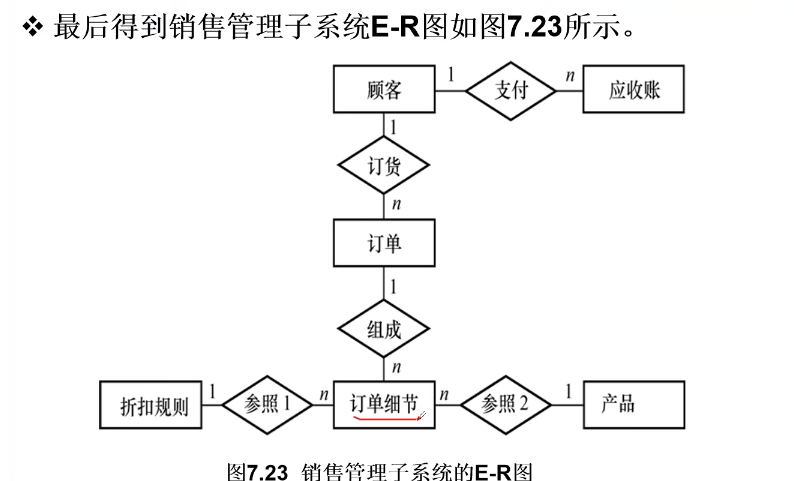 ❖ 最后得到销售管理子系统E-R图如图7.23所示。
顾客 1 支付 n 应收账
1
订货
n
订单
1
组成
n
折扣规则 1 参照1 n 订单细节 n 参照2 1 产品
图7.23 销售管理子系统的E-R图